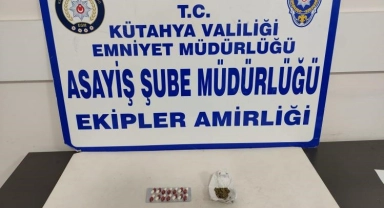 T.C.
KÜTAHYA VALİLİĞİ
EMNİYET MÜDÜRLÜĞÜ
ASAYİŞ ŞUBE MÜDÜRLÜĞÜ
EKİPLER AMİRLİĞİ